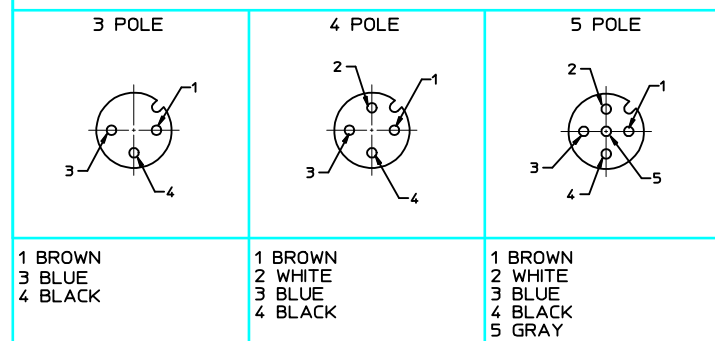 3 POLE
4 POLE
5 POLE
1
3
4
2
1
3
4
2
1
3
4
5
1 BROWN
3 BLUE
4 BLACK
1 BROWN
2 WHITE
3 BLUE
4 BLACK
1 BROWN
2 WHITE
3 BLUE
4 BLACK
5 GRAY